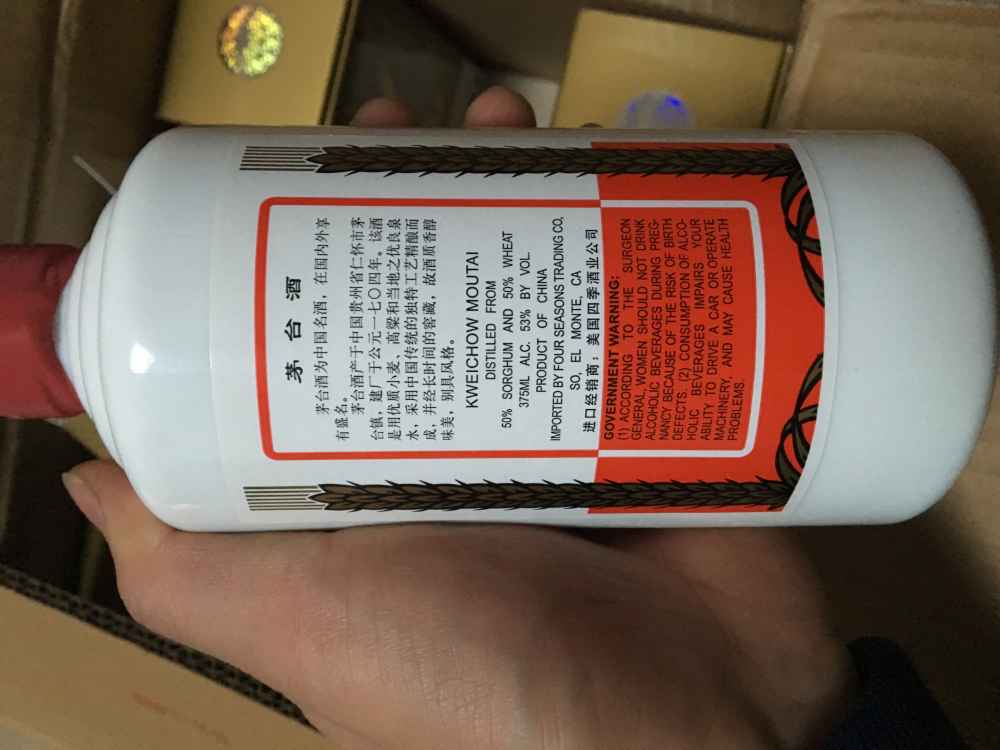 茅台酒
茅台酒为中国名酒，在国内外享
有盛名。
茅台酒产于中国贵州省仁怀市茅
台镇，建厂于公元一七〇四年。该酒
是用优质小麦、高粱和当地之优良泉
水，采用中国传统的独特工艺精酿而
成，并经长时间的窖藏，故酒质香醇
味美，别具风格。
KWEICHOW MOUTAI
DISTILLED FROM
50% SORGHUM AND 50% WHEAT
375ML ALC. 53% BY VOL.
PRODUCT OF CHINA
IMPORTED BY FOUR SEASONS TRADING CO,
SO, EL MONTE, CA
进口经销商：美国四季酒业公司
GOVERNMENT WARNING:
(1) ACCORDING TO THE SURGEON
GENERAL, WOMEN SHOULD NOT DRINK
ALCOHOLIC BEVERAGES DURING PREG-
NANCY BECAUSE OF THE RISK OF BIRTH
DEFECTS. (2) CONSUMPTION OF ALCO-
HOLIC BEVERAGES IMPAIRS YOUR
ABILITY TO DRIVE A CAR OR OPERATE
MACHINERY, AND MAY CAUSE HEALTH
PROBLEMS.